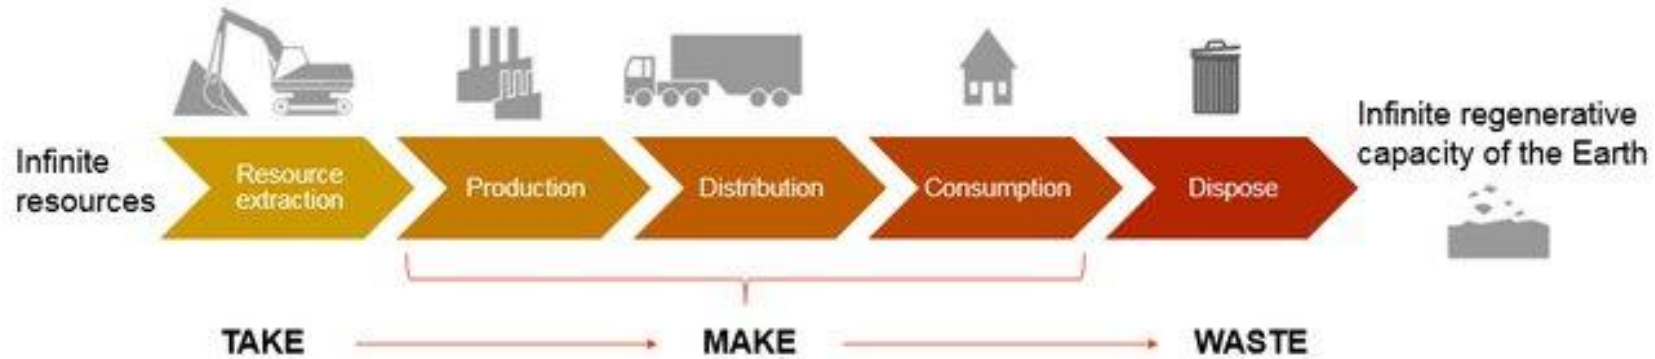 Infinite
resources
Resource
extraction
Production
Distribution
Consumption
Dispose
Infinite regenerative
capacity of the Earth
TAKE
MAKE
WASTE